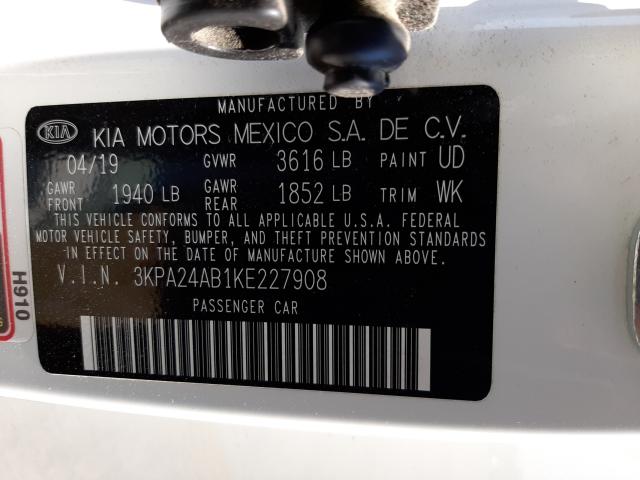 MANUFACTURED BY
KIA KIA MOTORS MEXICO S.A. DE C.V.
04/19 GVWR 3616 LB PAINT UD
GAWR FRONT 1940 LB GAWR REAR 1852 LB TRIM WK
THIS VEHICLE CONFORMS TO ALL APPLICABLE U.S.A. FEDERAL
MOTOR VEHICLE SAFETY, BUMPER, AND THEFT PREVENTION STANDARDS
IN EFFECT ON THE DATE OF MANUFACTURE SHOWN ABOVE.
V.I.N. 3KPA24AB1KE227908
PASSENGER CAR
H910